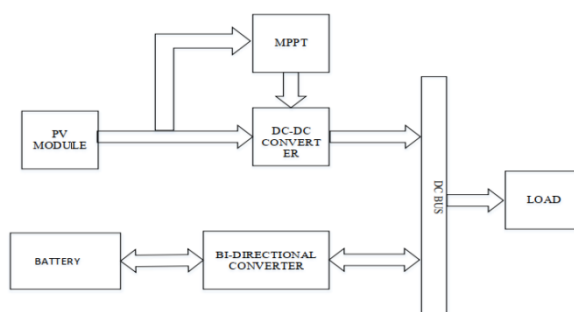 MPPT
PV
MODULE
DC-DC
CONVERT
ER
DC BUS
LOAD
BATTERY
BI-DIRECTIONAL
CONVERTER